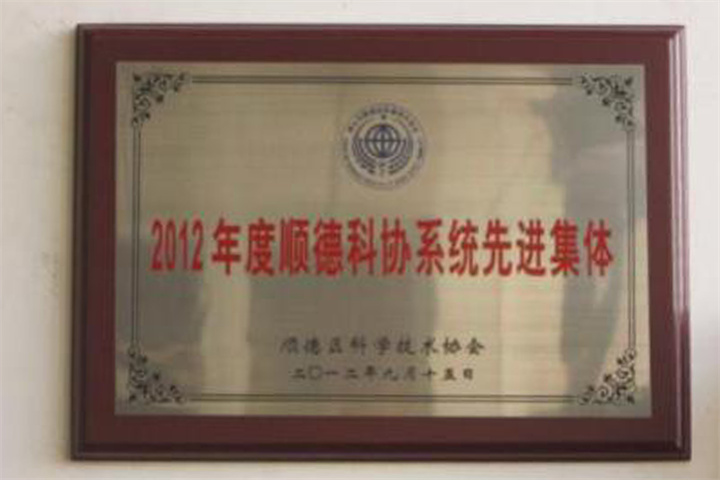 2012年度顺德科协系统先进集体
顺德区科学技术协会
二〇一二年九月十五日